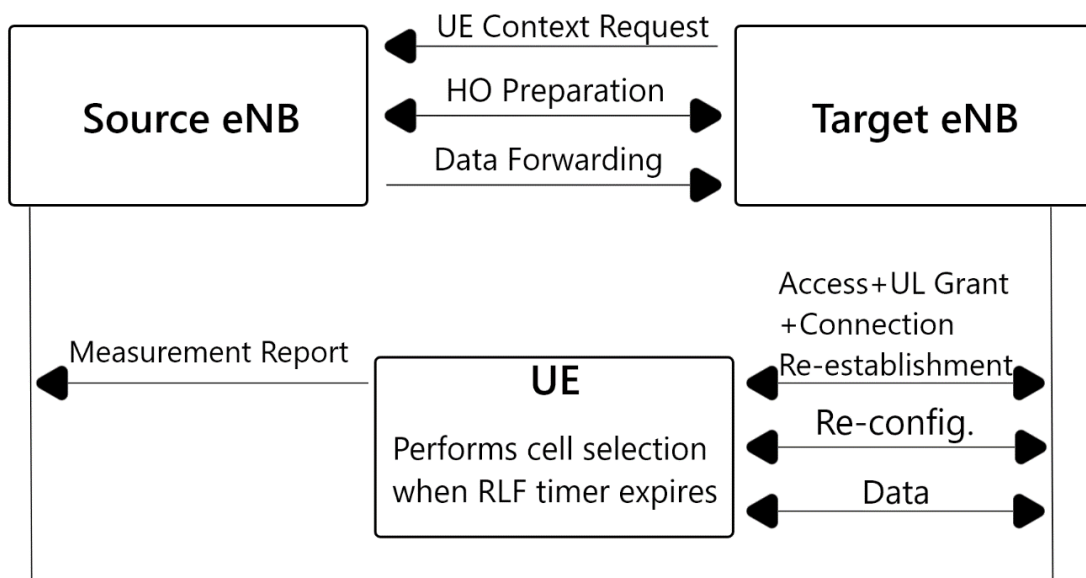 UE Context Request
Source eNB
HO Preparation
Target eNB
Data Forwarding
Access+UL Grant
+Connection
Re-establishment
Measurement Report
UE
Performs cell selection
when RLF timer expires
Re-config.
Data